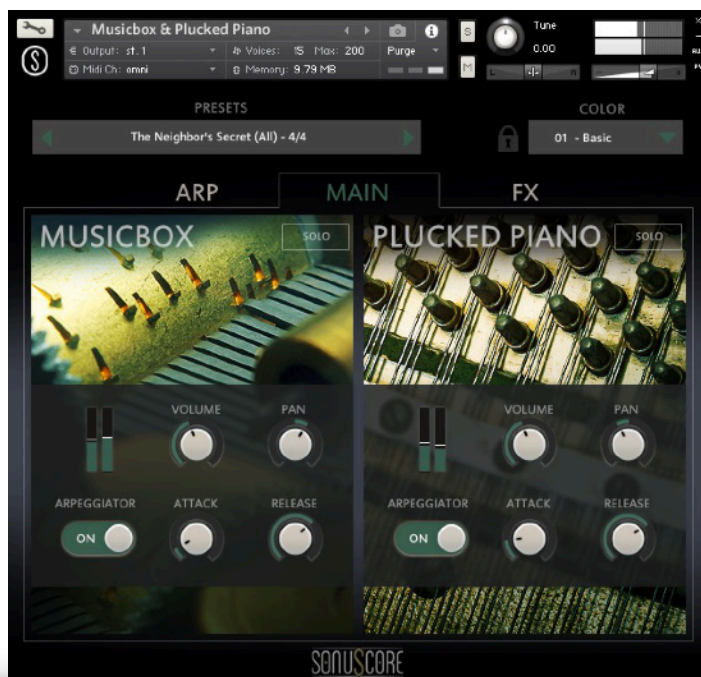 Musicbox & Plucked Piano
Output: st. 1 Voices: 15 Max: 200 Purge
Midi Ch: omni Memory: 9.79 MB
S
M
Tune
0.00
L R
PRESETS
COLOR
The Neighbor's Secret (All) - 4/4
01 - Basic
ARP MAIN FX
MUSICBOX SOLO
PLUCKED PIANO SOLO
VOLUME PAN
VOLUME PAN
ARPEGGIATOR ATTACK RELEASE
ARPEGGIATOR ATTACK RELEASE
ON
ON
SONUSCORE